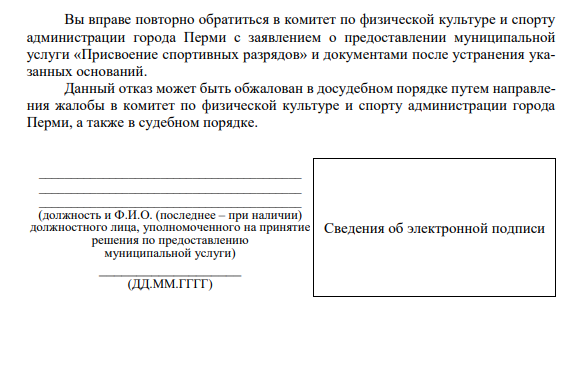 Вы вправе повторно обратиться в комитет по физической культуре и спорту
администрации города Перми с заявлением о предоставлении муниципальной
услуги «Присвоение спортивных разрядов» и документами после устранения ука-
занных оснований.
Данный отказ может быть обжалован в досудебном порядке путем направле-
ния жалобы в комитет по физической культуре и спорту администрации города
Перми, а также в судебном порядке.
(должность и Ф.И.О. (последнее – при наличии)
должностного лица, уполномоченного на принятие
решения по предоставлению
муниципальной услуги)
(ДД.ММ.ГГГГ)
Сведения об электронной подписи